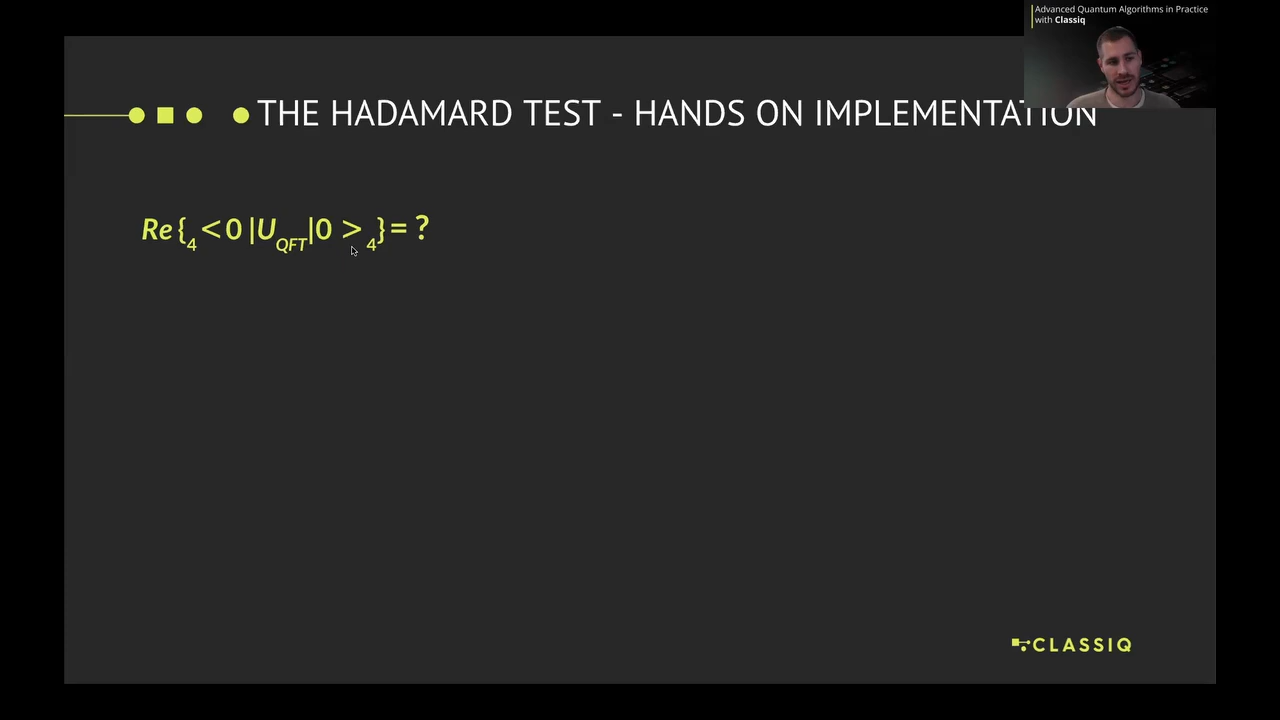 Advanced Quantum Algorithms in Practice
with Classiq
THE HADAMARD TEST - HANDS ON IMPLEMENTATION
Re{₄<0|U_QFT|0>₄}= ?
CLASSIQ